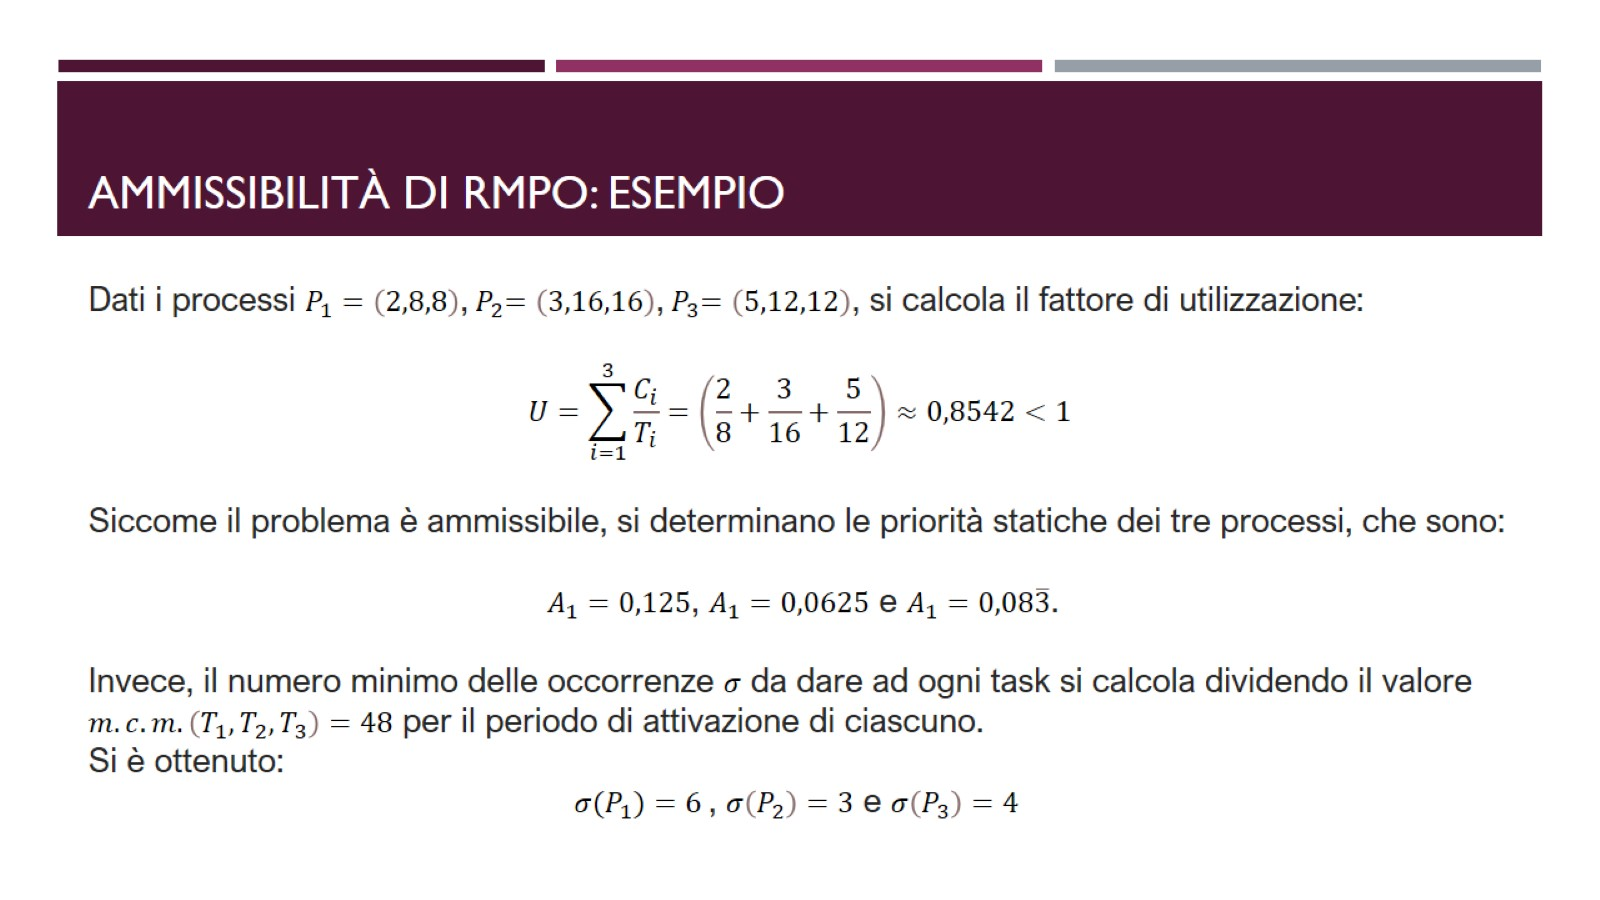 AMMISSIBILITÀ DI RMPO: ESEMPIO
Dati i processi P₁ = (2,8,8), P₂= (3,16,16), P₃= (5,12,12), si calcola il fattore di utilizzazione:
U = ∑_{i=1}^{3} C_i/T_i = (2/8 + 3/16 + 5/12) ≈ 0,8542 < 1
Siccome il problema è ammissibile, si determinano le priorità statiche dei tre processi, che sono:
A₁ = 0,125, A₁ = 0,0625 e A₁ = 0,083̅.
Invece, il numero minimo delle occorrenze σ da dare ad ogni task si calcola dividendo il valore
m.c.m.(T₁,T₂,T₃) = 48 per il periodo di attivazione di ciascuno.
Si è ottenuto:
σ(P₁) = 6 , σ(P₂) = 3 e σ(P₃) = 4